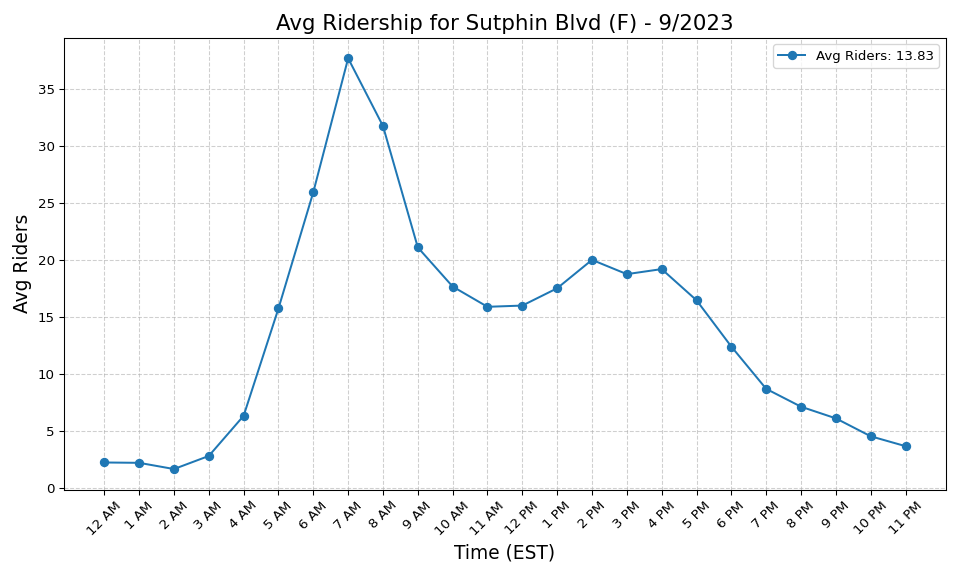 Avg Ridership for Sutphin Blvd (F) - 9/2023
Avg Riders: 13.83
Avg Riders
35
30
25
20
15
10
5
0
12 AM 1 AM 2 AM 3 AM 4 AM 5 AM 6 AM 7 AM 8 AM 9 AM 10 AM 11 AM 12 PM 1 PM 2 PM 3 PM 4 PM 5 PM 6 PM 7 PM 8 PM 9 PM 10 PM 11 PM
Time (EST)